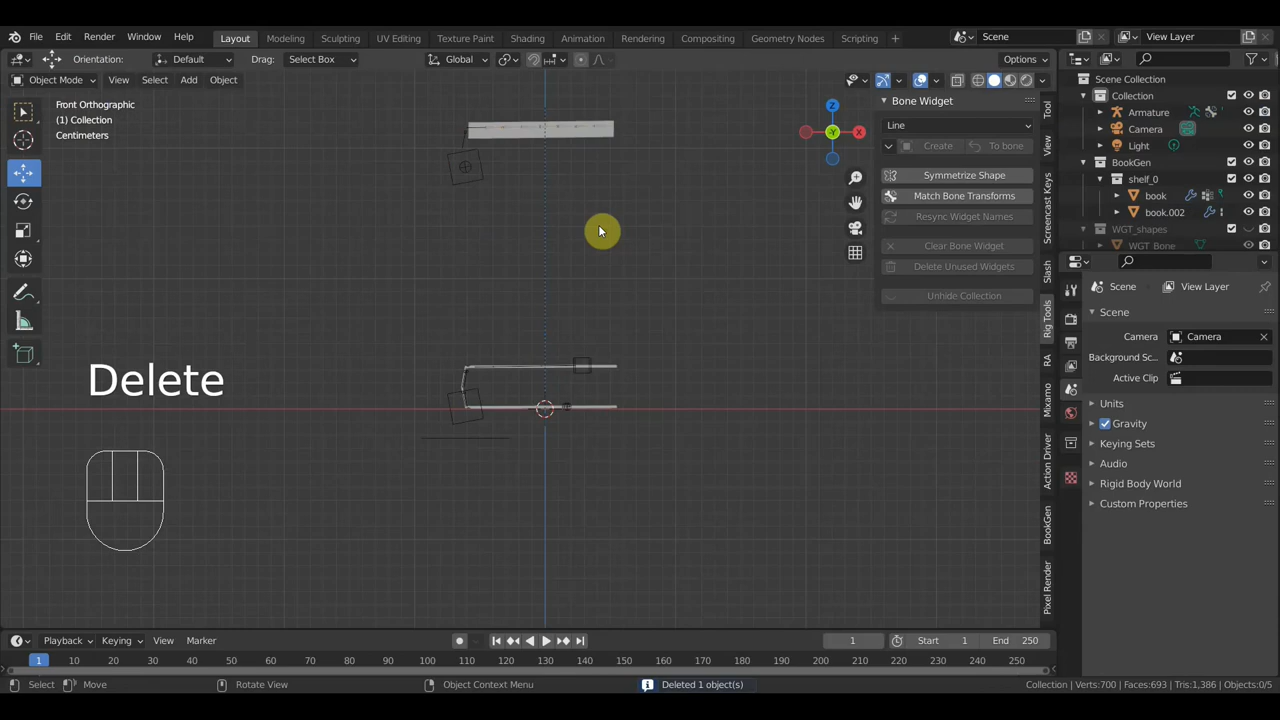 File Edit Render Window Help Layout Modeling Sculpting UV Editing Texture Paint Shading Animation Rendering Compositing Geometry Nodes Scripting + Scene View Layer
Orientation: Default Drag: Select Box Global Options
Object Mode View Select Add Object
Front Orthographic
(1) Collection
Centimeters
Z
X
-Y
Bone Widget
Line
Create To bone
Symmetrize Shape
Match Bone Transforms
Resync Widget Names
Clear Bone Widget
Delete Unused Widgets
Unhide Collection
Tool
View
Screencast Keys
Slash
Rig Tools
RA
Mixamo
Action Driver
BookGen
Pixel Render
Scene Collection
Collection
Armature
Camera
Light
BookGen
shelf_0
book
book.002
WGT_shapes
WGT_Bone
Scene View Layer
Scene
Camera Camera
Background Sc...
Active Clip
Units
Gravity
Keying Sets
Audio
Rigid Body World
Custom Properties
Delete
Playback Keying View Marker 1 Start 1 End 250
1 10 20 30 40 50 60 70 80 90 100 110 120 130 140 150 160 170 180 190 200 210 220 230 240 250
Select Move Rotate View Object Context Menu Deleted 1 object(s) Collection | Verts:700 | Faces:693 | Tris:1,386 | Objects:0/5